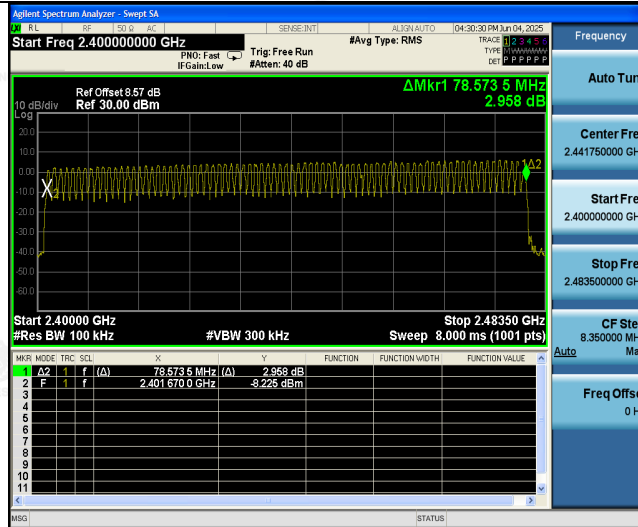 Agilent Spectrum Analyzer - Swept SA
LXI RL RF 50 Ω AC SENSE:INT ALIGN AUTO 04:30:30 PM Jun 04, 2025
Start Freq 2.400000000 GHz #Avg Type: RMS TRACE 1 2 3 4 5 6
PNO: Fast Trig: Free Run TYPE M
IFGain:Low #Atten: 40 dB DET P P P P P P
Frequency
ΔMkr1 78.573 5 MHz
2.958 dB
Ref Offset 8.57 dB
10 dB/div Ref 30.00 dBm
Log
20.0
10.0
0.00
-10.0
-20.0
-30.0
-40.0
-50.0
-60.0
1Δ2
Start 2.40000 GHz Stop 2.48350 GHz
#Res BW 100 kHz #VBW 300 kHz Sweep 8.000 ms (1001 pts)
MKR MODE TRC SCL X Y FUNCTION FUNCTION WIDTH FUNCTION VALUE
1 Δ2 1 f (Δ) 78.573 5 MHz (Δ) 2.958 dB
2 F 1 f 2.401 670 0 GHz -8.225 dBm
3
4
5
6
7
8
9
10
11
MSG STATUS
Auto Tun
Center Fre
2.441750000 GH
Start Fre
2.400000000 GH
Stop Fre
2.483500000 GH
CF Ste
8.350000 MH
Auto Ma
Freq Offse
0 H